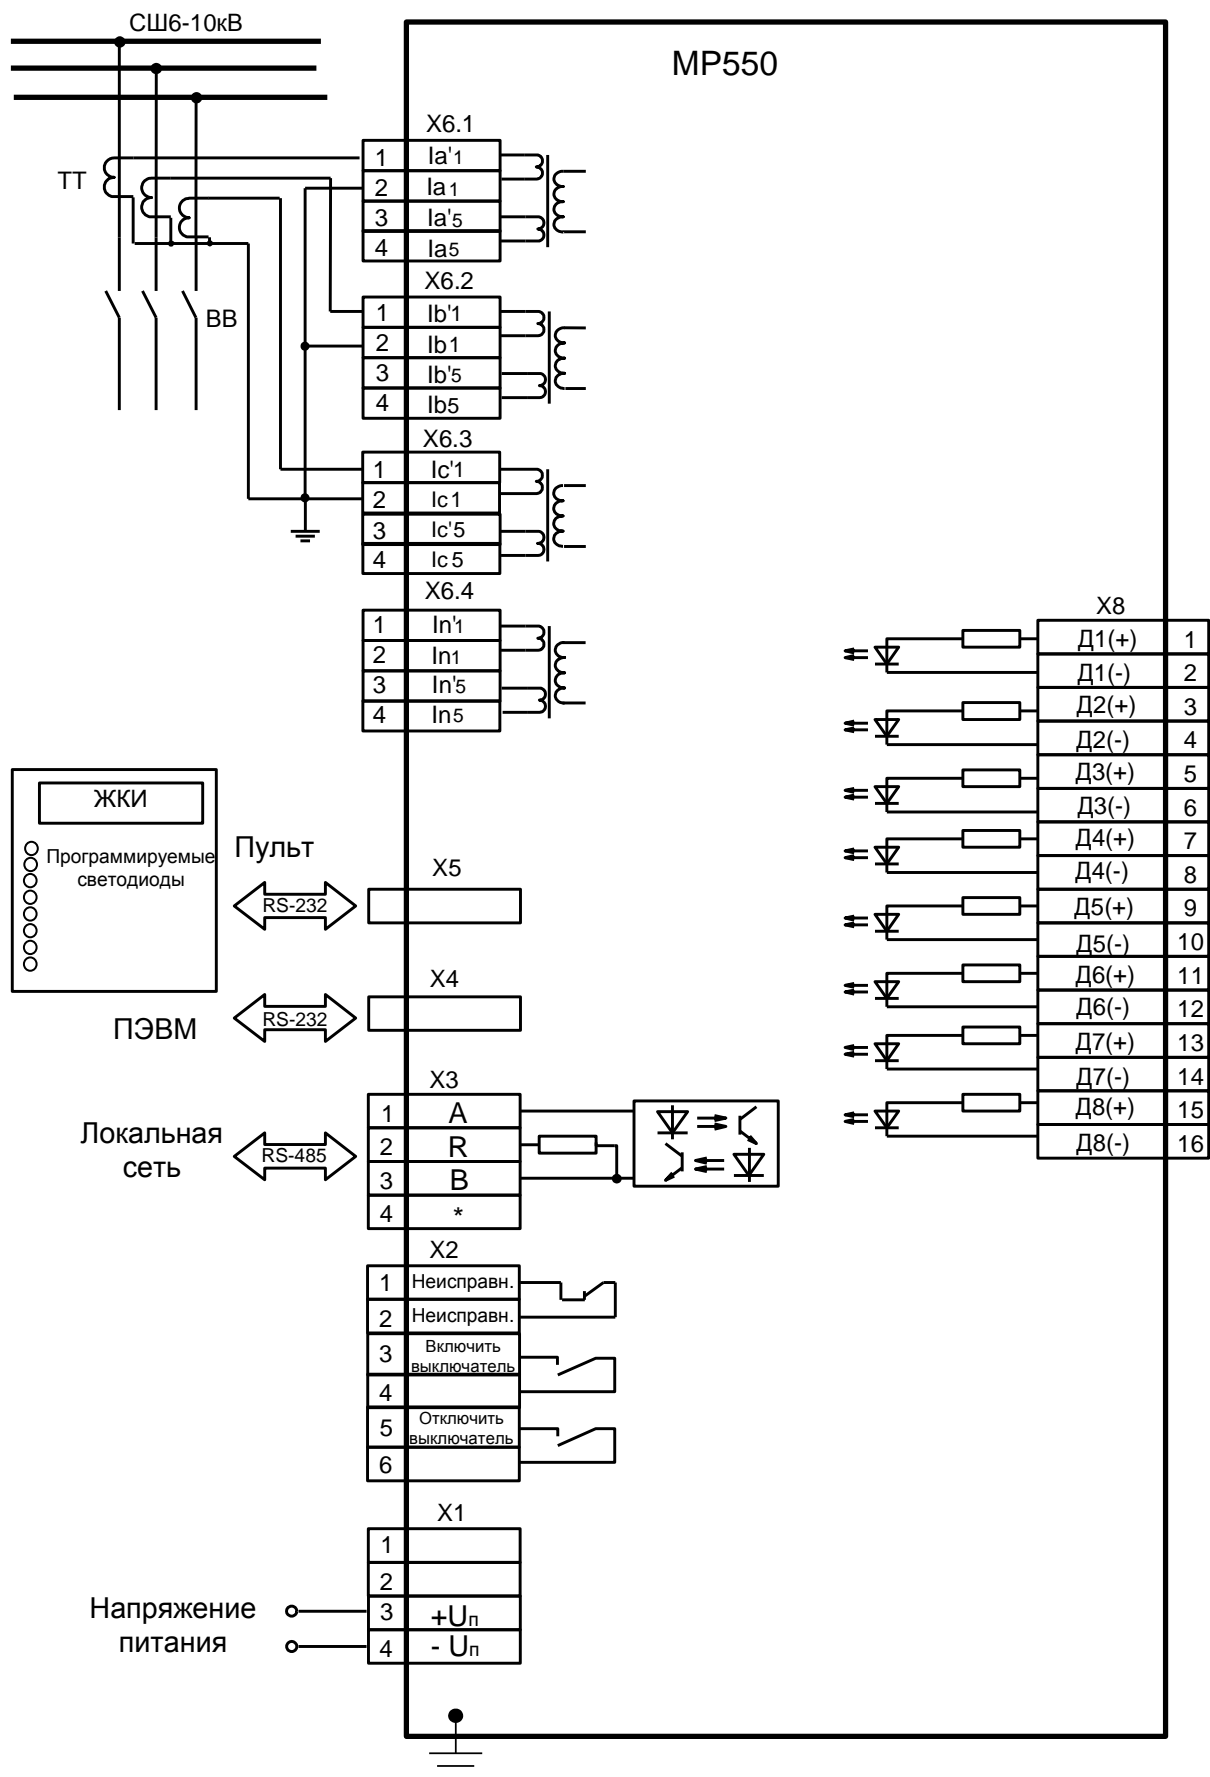 СШ6-10кВ
МР550
ТТ
ВВ
X6.1
1 Ia'1
2 Ia1
3 Ia'5
4 Ia5
X6.2
1 Ib'1
2 Ib1
3 Ib'5
4 Ib5
X6.3
1 Ic'1
2 Ic1
3 Ic'5
4 Ic5
X6.4
1 In'1
2 In1
3 In'5
4 In5
X8
Д1(+) 1
Д1(-) 2
Д2(+) 3
Д2(-) 4
Д3(+) 5
Д3(-) 6
Д4(+) 7
Д4(-) 8
Д5(+) 9
Д5(-) 10
Д6(+) 11
Д6(-) 12
Д7(+) 13
Д7(-) 14
Д8(+) 15
Д8(-) 16
ЖКИ
Программируемые
светодиоды
Пульт
RS-232
X5
ПЭВМ
RS-232
X4
Локальная
сеть
RS-485
X3
1 A
2 R
3 B
4 *
X2
1 Неисправн.
2 Неисправн.
3 Включить
выключатель
4
5 Отключить
выключатель
6
X1
1
2
Напряжение
питания
3 +Uп
4 - Uп